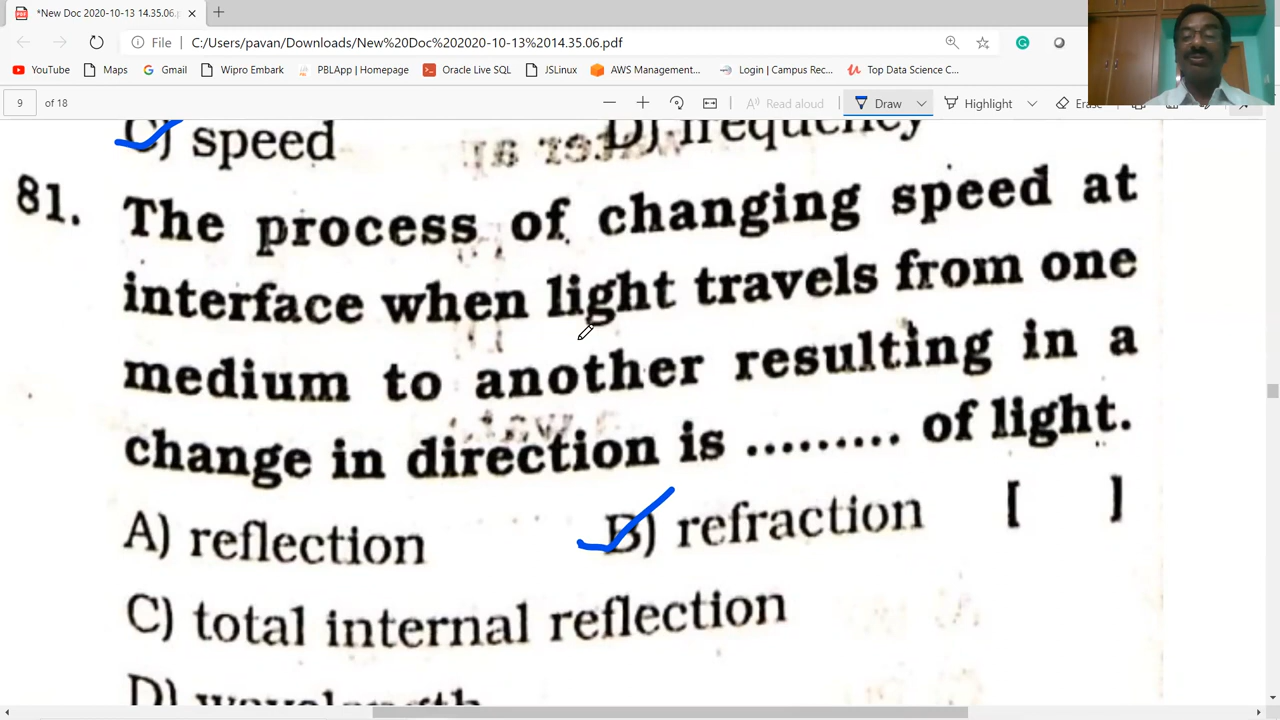 *New Doc 2020-10-13 14.35.06.p
File C:/Users/pavan/Downloads/New%20Doc%202020-10-13%2014.35.06.pdf
YouTube Maps Gmail Wipro Embark PBLApp | Homepage Oracle Live SQL JSLinux AWS Management... Login | Campus Rec... Top Data Science C...
9 of 18 Read aloud Draw Highlight Erase
C) speed D) frequency
81. The process of changing speed at
interface when light travels from one
medium to another resulting in a
change in direction is ......... of light.
A) reflection B) refraction [ ]
C) total internal reflection
D) wavelength